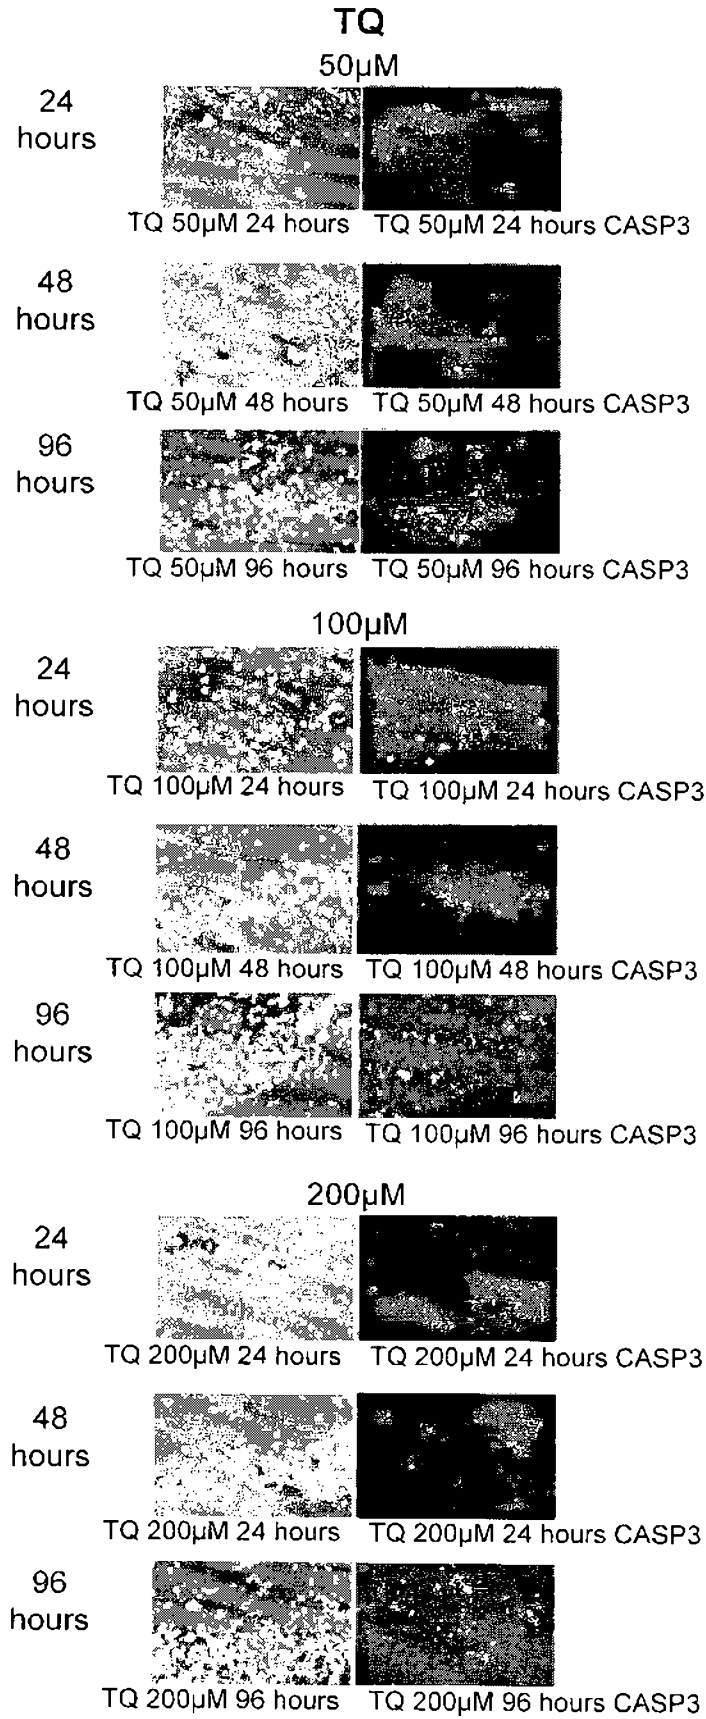 TQ
50µM
24
hours
TQ 50µM 24 hours TQ 50µM 24 hours CASP3
48
hours
TQ 50µM 48 hours TQ 50µM 48 hours CASP3
96
hours
TQ 50µM 96 hours TQ 50µM 96 hours CASP3
100µM
24
hours
TQ 100µM 24 hours TQ 100µM 24 hours CASP3
48
hours
TQ 100µM 48 hours TQ 100µM 48 hours CASP3
96
hours
TQ 100µM 96 hours TQ 100µM 96 hours CASP3
200µM
24
hours
TQ 200µM 24 hours TQ 200µM 24 hours CASP3
48
hours
TQ 200µM 24 hours TQ 200µM 24 hours CASP3
96
hours
TQ 200µM 96 hours TQ 200µM 96 hours CASP3